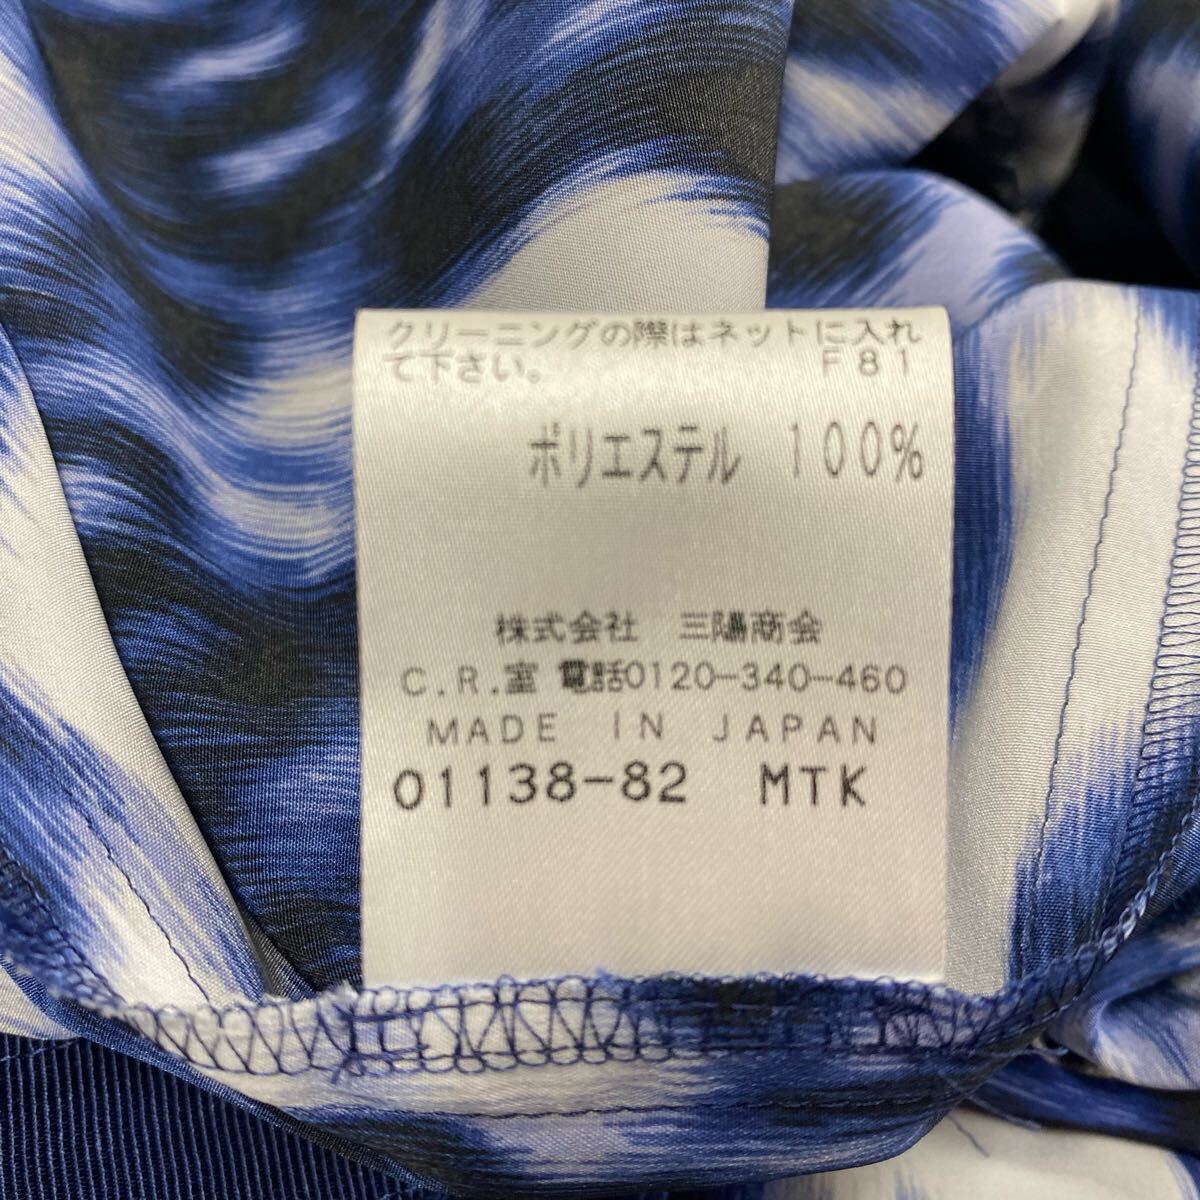 クリーニングの際はネットに入れ
て下さい。 F81
ポリエステル 100%
株式会社 三陽商会
C.R.室 電話0120-340-460
MADE IN JAPAN
01138-82 MTK